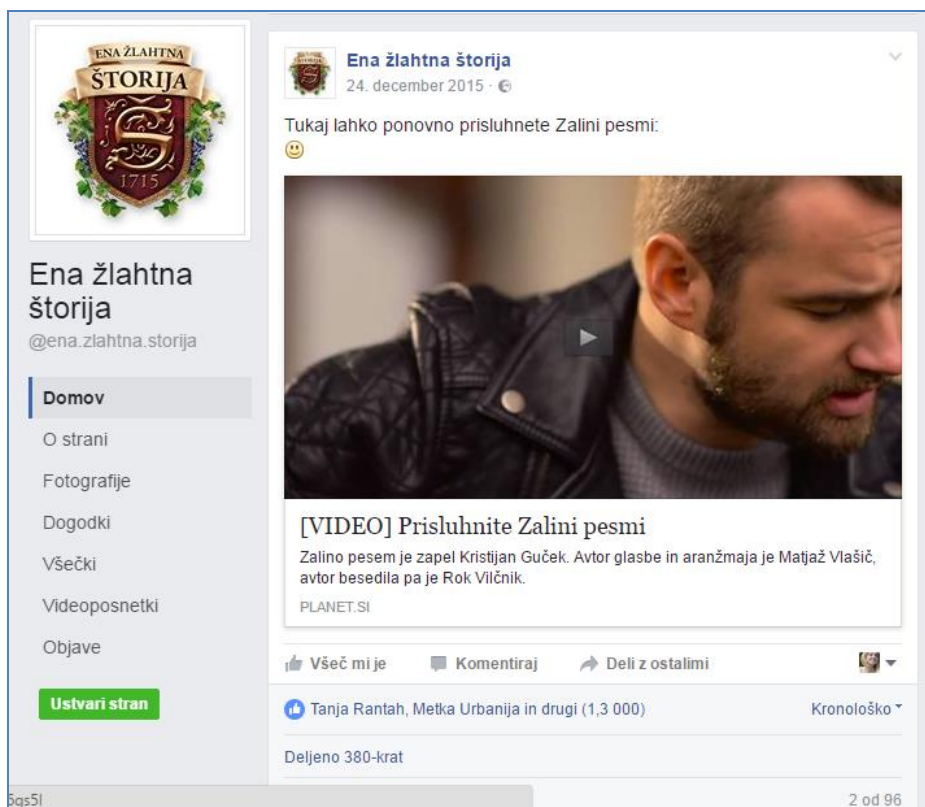 ENA ŽLAHTNA
ŠTORIJA
S
1715
Ena žlahtna
štorija
@ena.zlahtna.storija
Domov
O strani
Fotografije
Dogodki
Všečki
Videoposnetki
Objave
Ustvari stran
Ena žlahtna štorija
24. december 2015 ·
Tukaj lahko ponovno prisluhnete Zalini pesmi:
[VIDEO] Prisluhnite Zalini pesmi
Zalino pesem je zapel Kristijan Guček. Avtor glasbe in aranžmaja je Matjaž Vlašič,
avtor besedila pa je Rok Vilčnik.
PLANET.SI
Všeč mi je Komentiraj Deli z ostalimi
Tanja Rantah, Metka Urbanija in drugi (1,3 000) Kronološko
Deljeno 380-krat
2 od 96